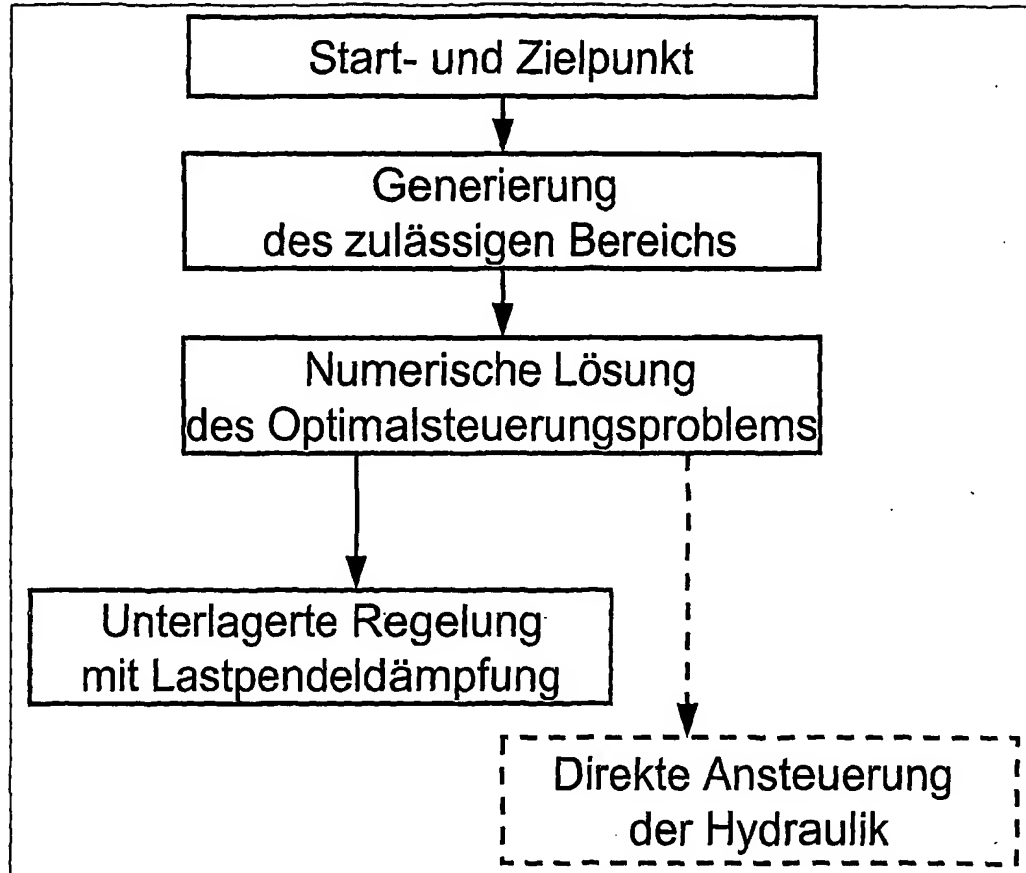 Start- und Zielpunkt
Generierung
des zulässigen Bereichs
Numerische Lösung
des Optimalsteuerungsproblems
Unterlagerte Regelung
mit Lastpendeldämpfung
Direkte Ansteuerung
der Hydraulik